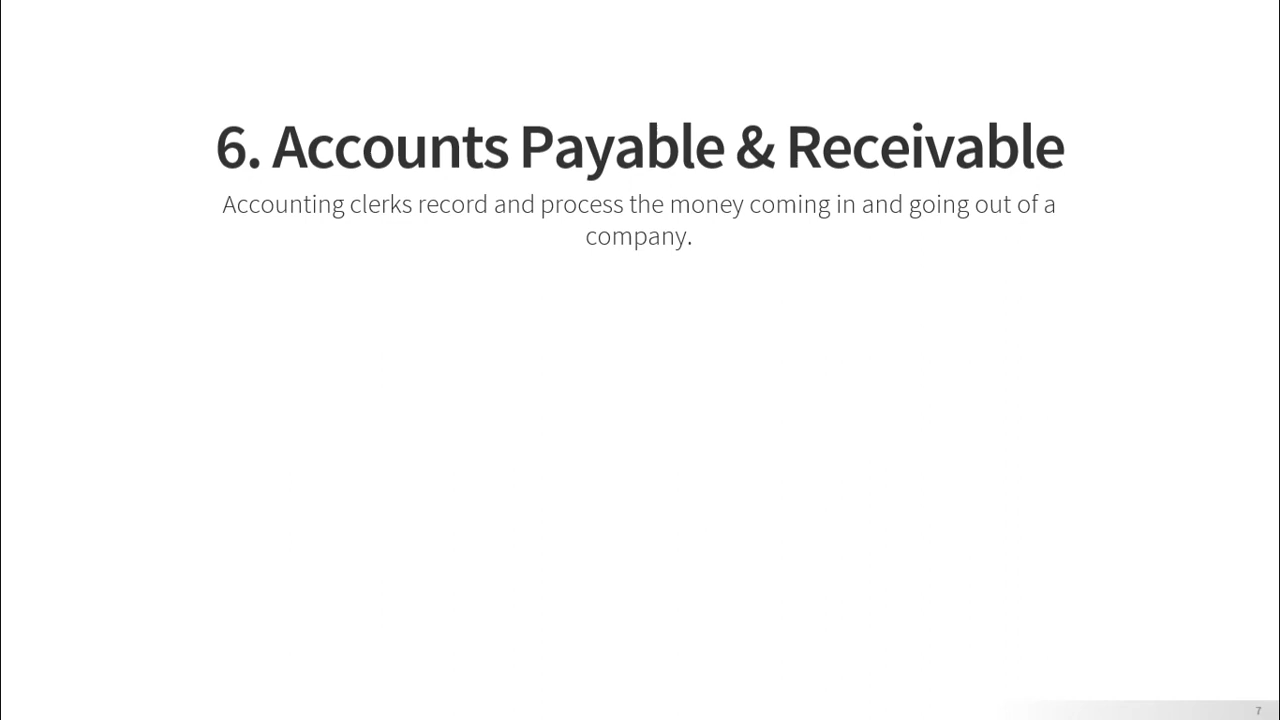 6. Accounts Payable & Receivable
Accounting clerks record and process the money coming in and going out of a
company.
7